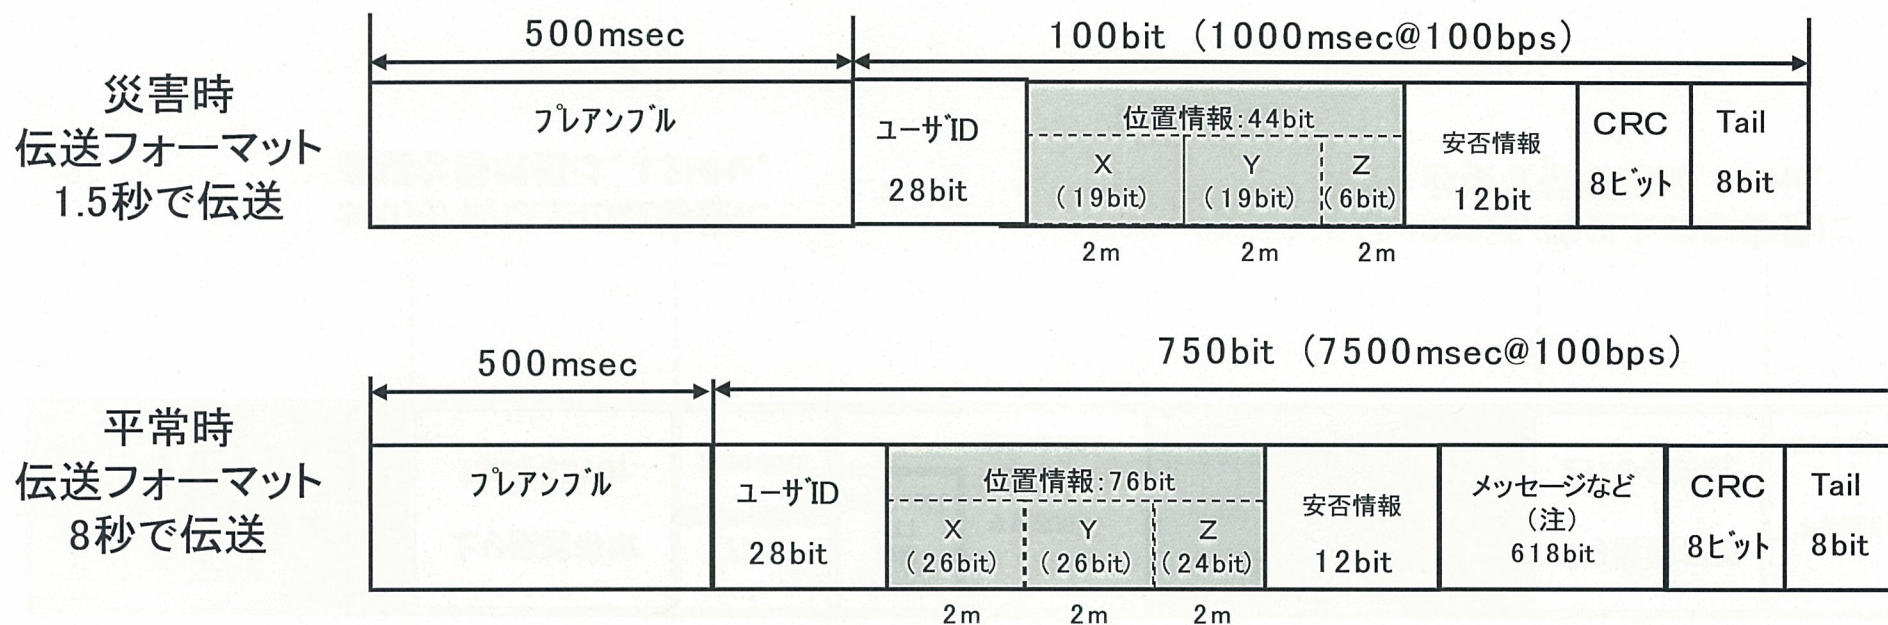 500msec
100bit（1000msec@100bps）
災害時
伝送フォーマット
1.5秒で伝送
プレアンブル
ユーザID
28bit
位置情報:44bit
X
（19bit）
Y
（19bit）
Z
（6bit）
安否情報
12bit
CRC
8ビット
Tail
8bit
2m
2m
2m
500msec
750bit（7500msec@100bps）
平常時
伝送フォーマット
8秒で伝送
プレアンブル
ユーザID
28bit
位置情報:76bit
X
（26bit）
Y
（26bit）
Z
（24bit）
安否情報
12bit
メッセージなど
（注）
618bit
CRC
8ビット
Tail
8bit
2m
2m
2m